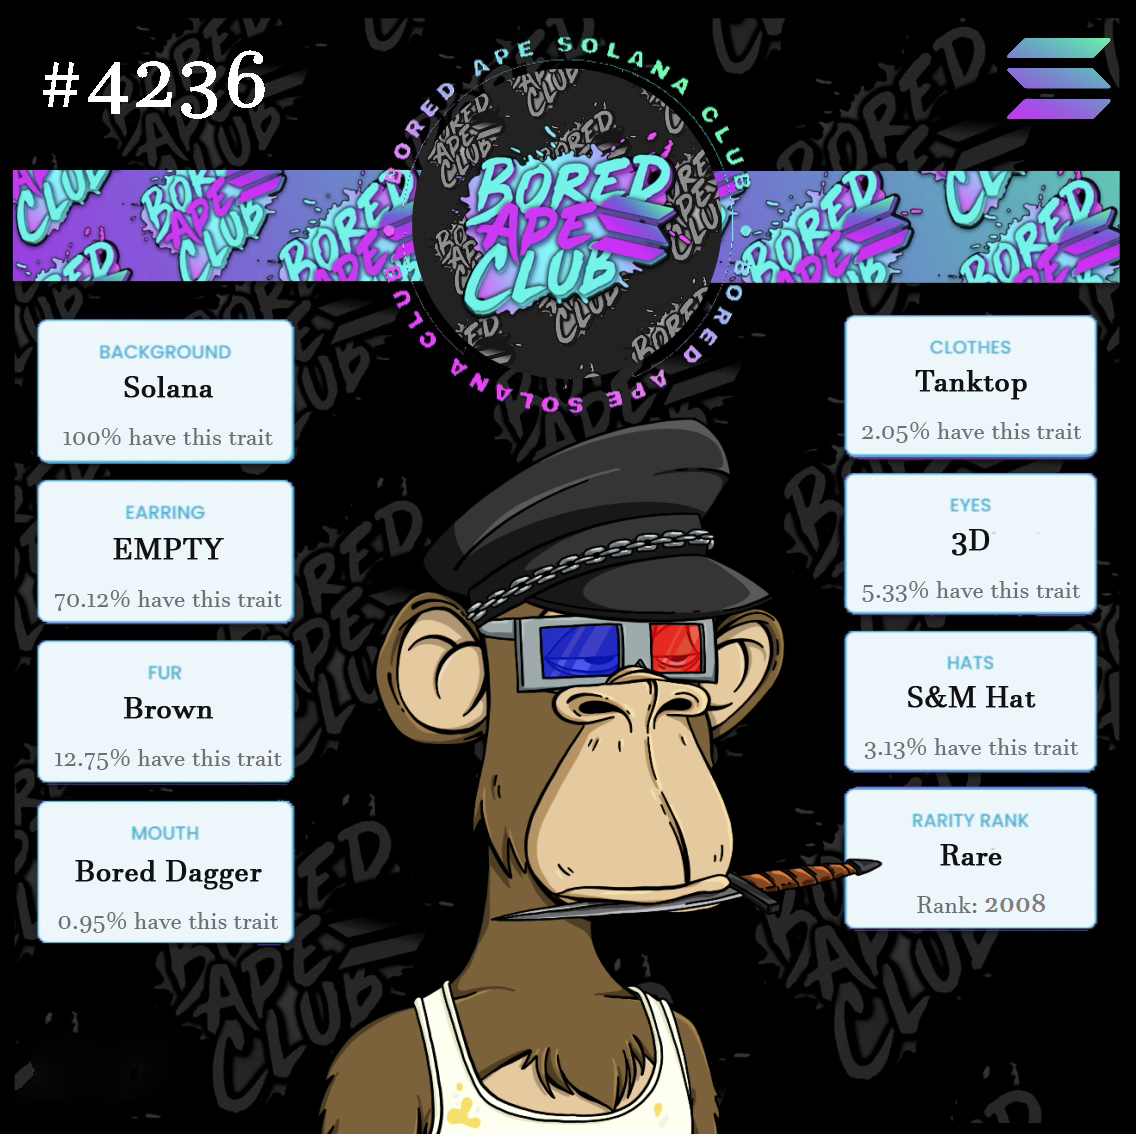 #4236
BORED APE SOLANA CLUB
BORED APE SOLANA CLUB
BORED
APE
CLUB
BACKGROUND
Solana
100% have this trait
EARRING
EMPTY
70.12% have this trait
FUR
Brown
12.75% have this trait
MOUTH
Bored Dagger
0.95% have this trait
CLOTHES
Tanktop
2.05% have this trait
EYES
3D
5.33% have this trait
HATS
S&M Hat
3.13% have this trait
RARITY RANK
Rare
Rank: 2008